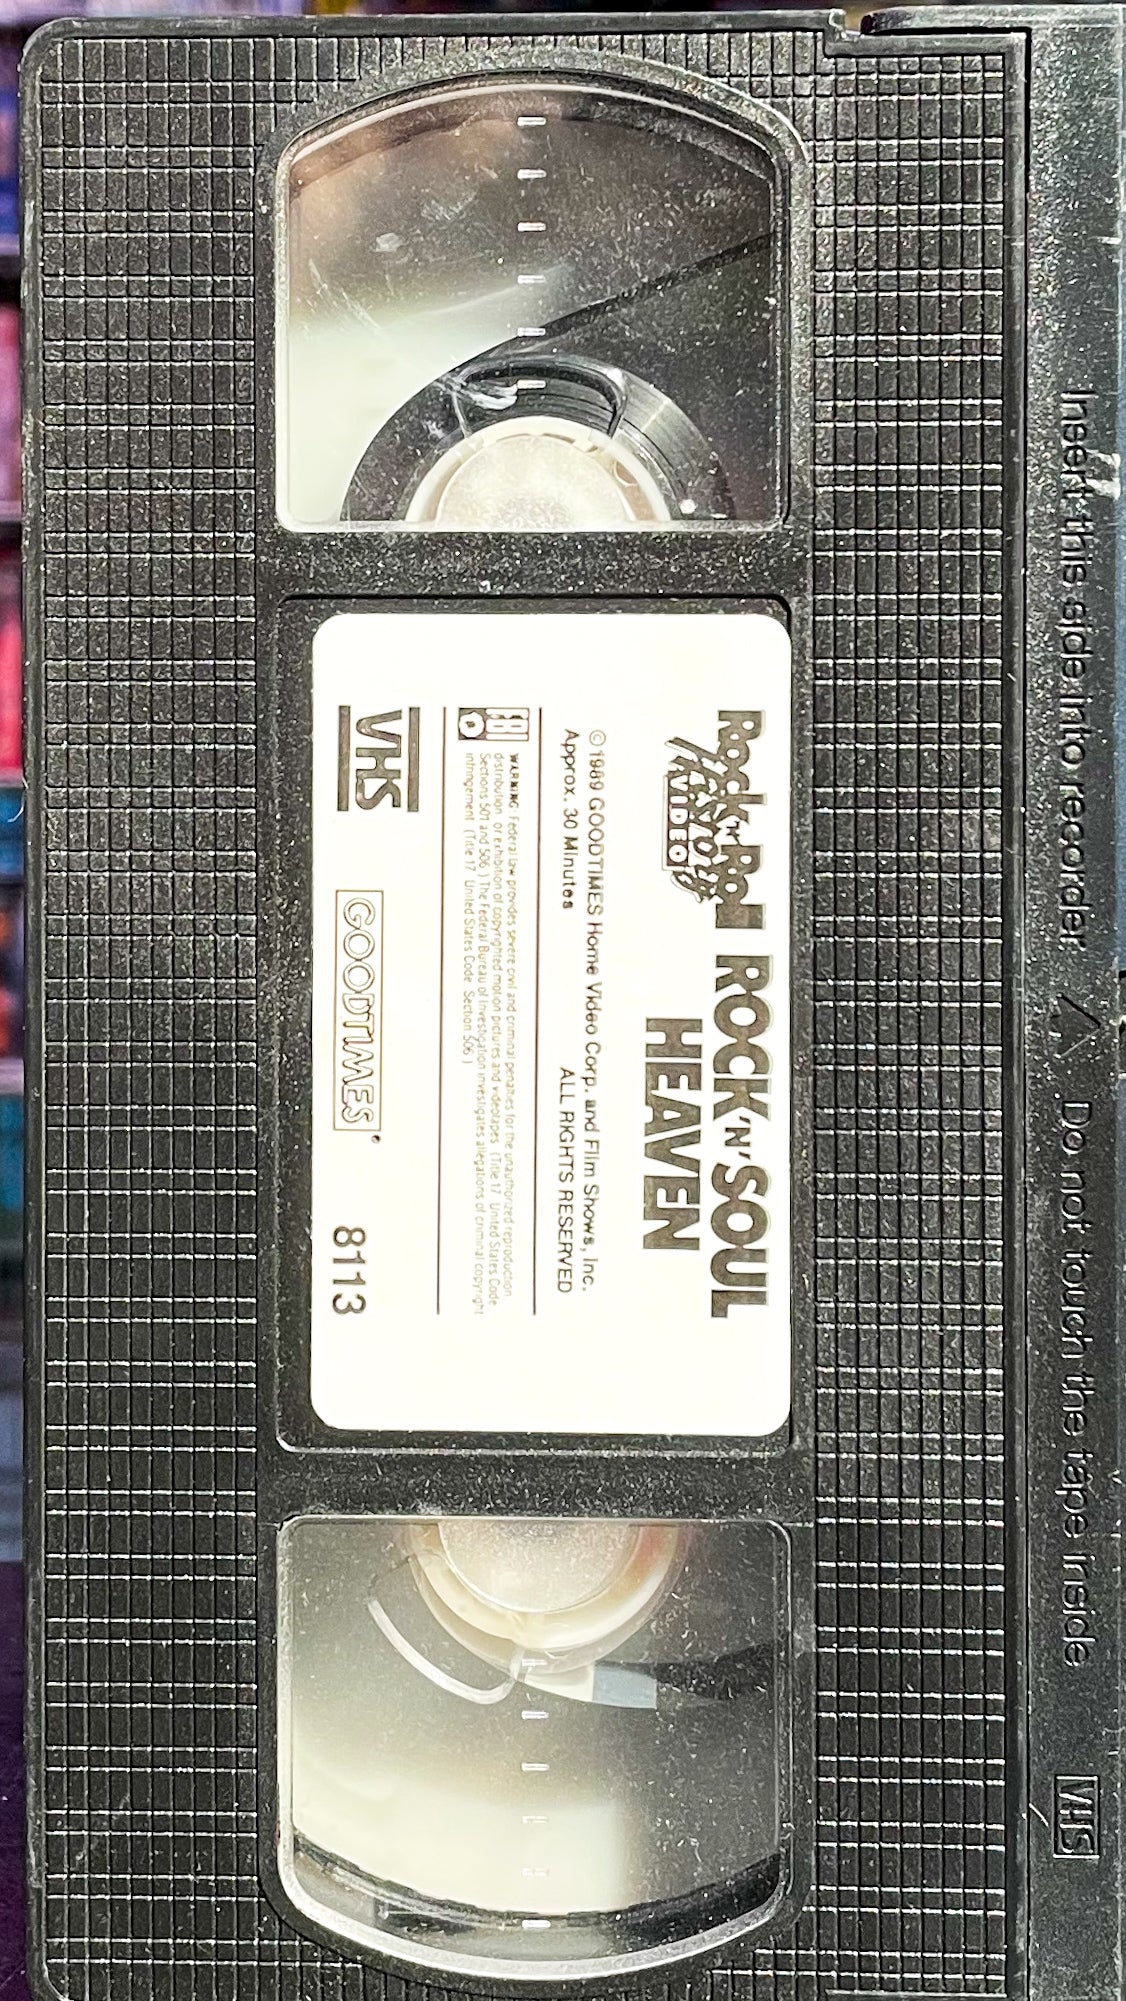 Insert this side into recorder △ Do not touch the tape inside VHS
Rock 'n' Roll ROCK 'N' SOUL
History HEAVEN
VIDEO
© 1989 GOODTIMES Home Video Corp. and Film Shows, Inc.
Approx. 30 Minutes ALL RIGHTS RESERVED
FBI WARNING Federal law provides severe civil and criminal penalties for the unauthorized reproduction
distribution or exhibition of copyrighted motion pictures and videotapes (Title 17 United States Code
Sections 501 and 506) The Federal Bureau of Investigation investigates allegations of criminal copyright
infringement (Title 17 United States Code Section 506)
VHS GOODTIMES 8113